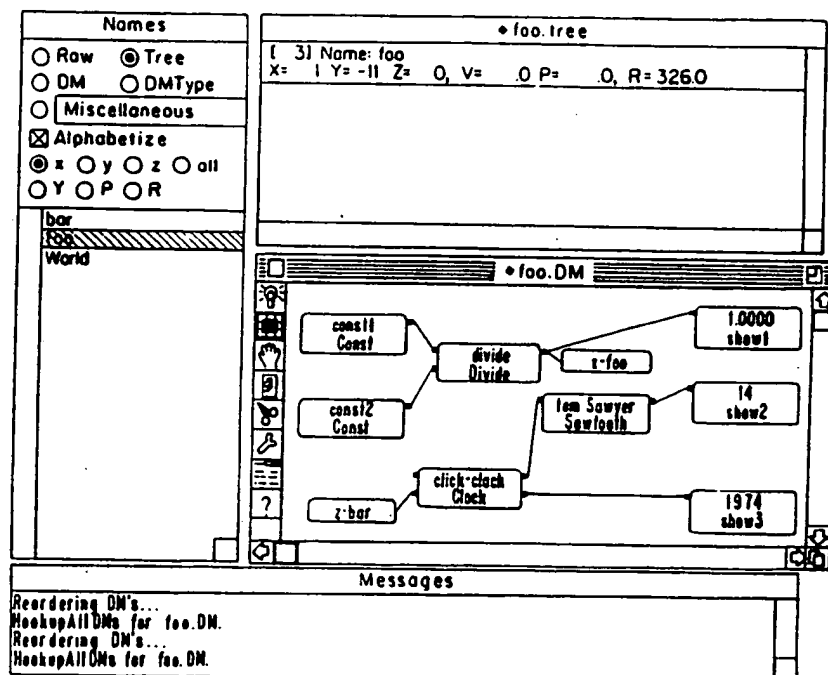 Names
Raw Tree
DM DMType
Miscellaneous
Alphabetize
x y z all
Y P R
bar
foo
World
foo.tree
[ 3] Name: foo
X= 1 Y= -11 Z= 0, V= .0 P= .0, R= 326.0
foo.DM
const1
Const
const2
Const
divide
Divide
x-foo
1.0000
show1
tom Sawyer
Sawtooth
14
show2
click-clack
Clock
z-bar
1974
show3
?
Messages
Reordering DM's...
HookupAllDMs for foo.DM.
Reordering DM's...
HookupAllDMs for foo.DM.